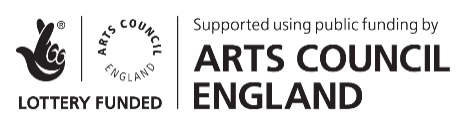 ®
LOTTERY FUNDED
ARTS COUNCIL
ENGLAND
Supported using public funding by
ARTS COUNCIL
ENGLAND